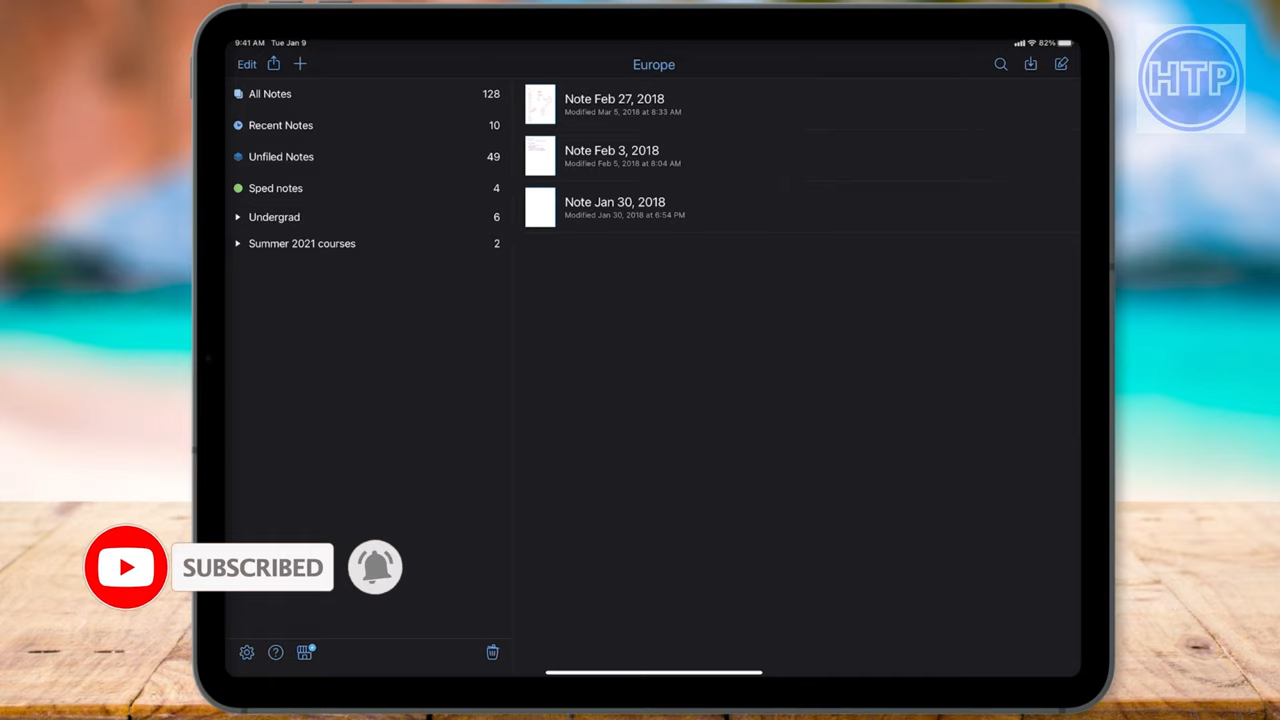 9:41 AM Tue Jan 9
82%
HTP
Edit
Europe
All Notes 128
Recent Notes 10
Unfiled Notes 49
Sped notes 4
Undergrad 6
Summer 2021 courses 2
Note Feb 27, 2018
Modified Mar 5, 2018 at 8:33 AM
Note Feb 3, 2018
Modified Feb 5, 2018 at 8:04 AM
Note Jan 30, 2018
Modified Jan 30, 2018 at 6:54 PM
SUBSCRIBED